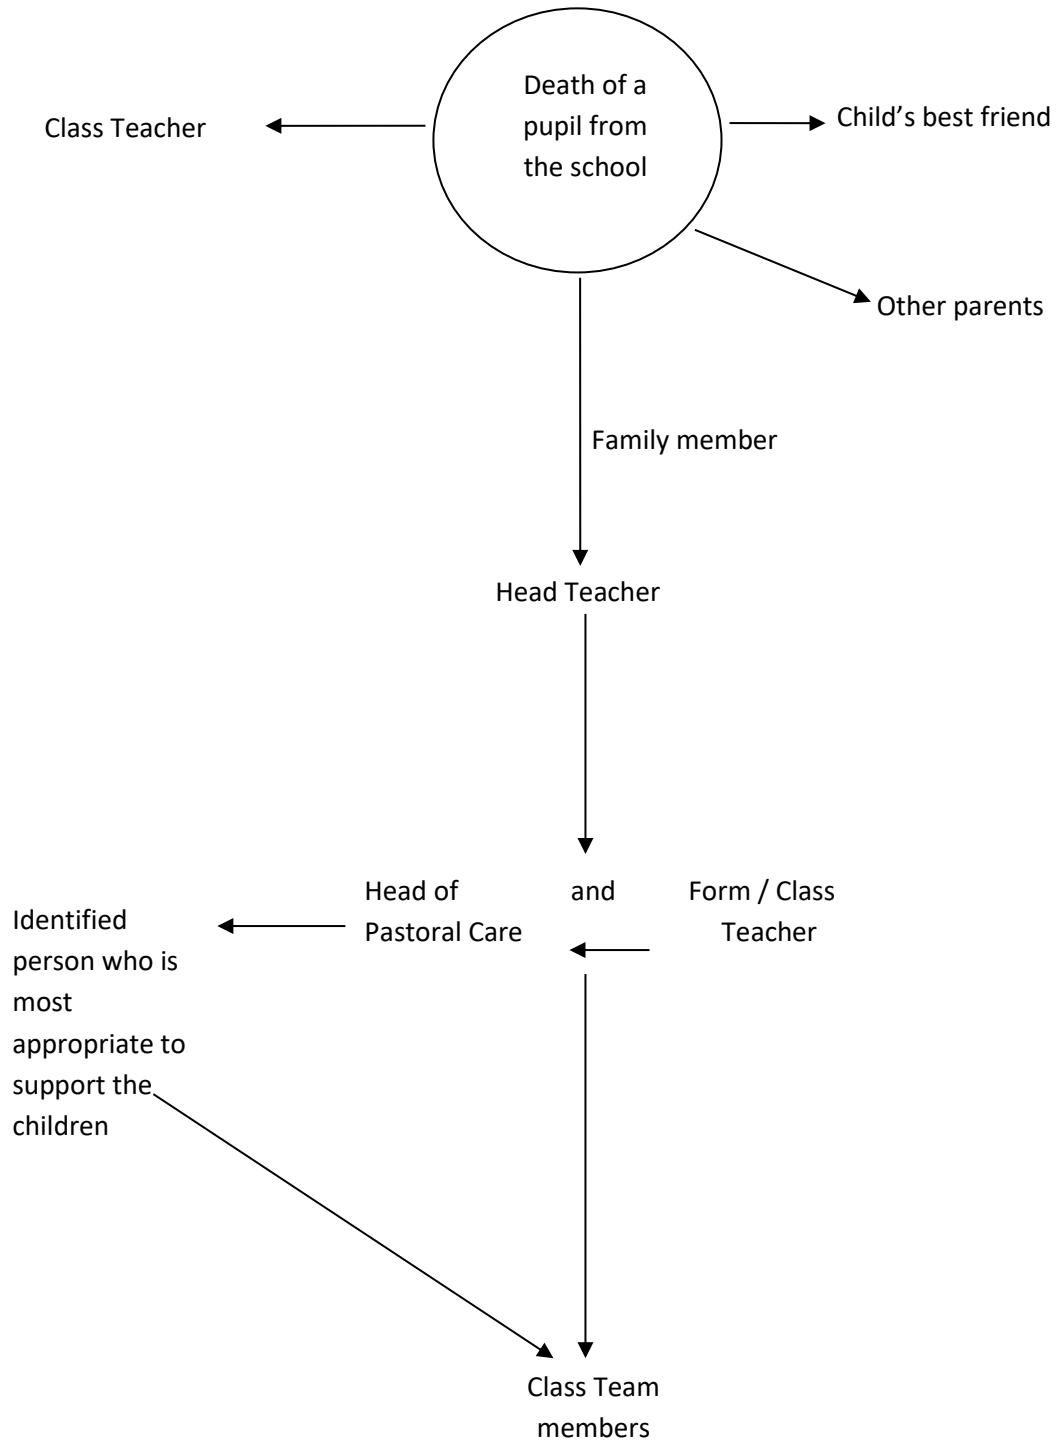 Death of a
pupil from
the school
Class Teacher
Child’s best friend
Other parents
Family member
Head Teacher
Head of
Pastoral Care
and
Form / Class
Teacher
Identified
person who is
most
appropriate to
support the
children
Class Team
members